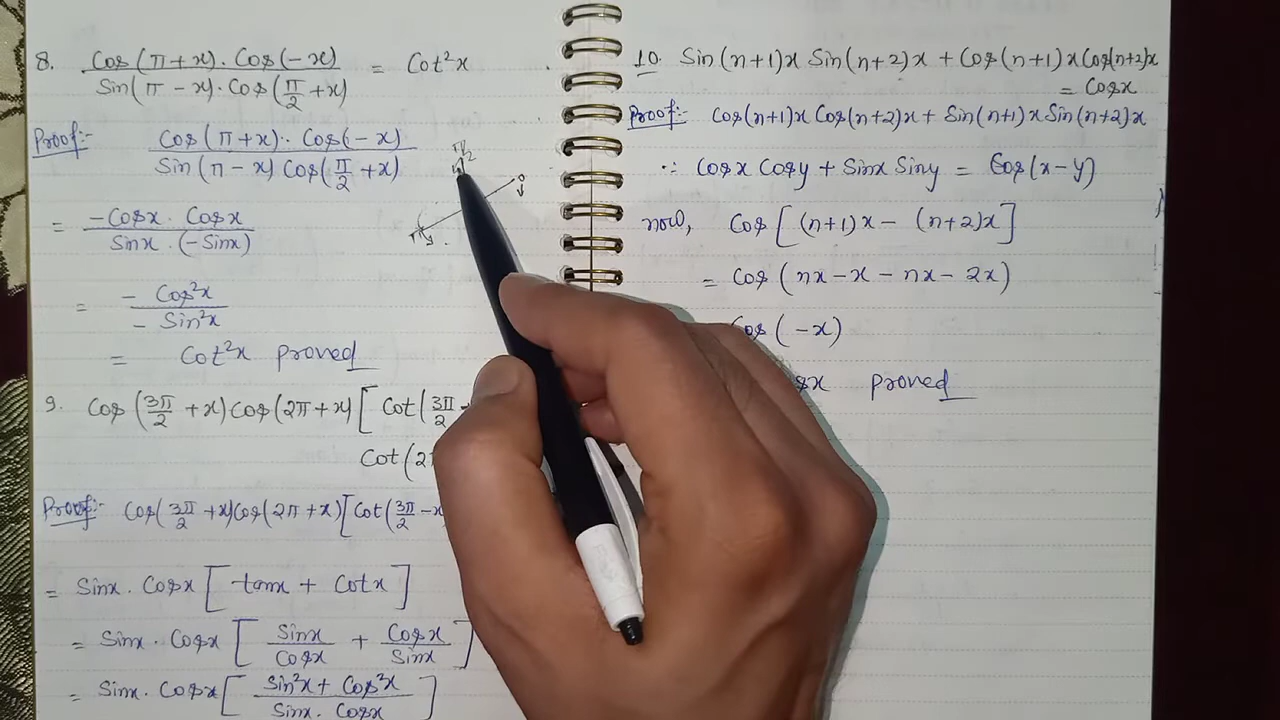 8. Cos(π+x). Cos(-x) / Sin(π-x). Cos(π/2+x) = Cot²x
Proof:- Cos(π+x). Cos(-x) / Sin(π-x) Cos(π/2+x)
= -Cosx. Cosx / Sinx. (-Sinx)
= - Cos²x / - Sin²x
= Cot²x proved
9. Cos(3π/2 +x) Cos(2π+x) [Cot(3π/2 -
Cot(2π
Proof:- Cos(3π/2 +x) Cos(2π+x) [Cot(3π/2 -x
= Sinx. Cosx [tanx + Cotx]
= Sinx. Cosx [Sinx/Cosx + Cosx/Sinx]
= Sinx. Cosx [Sin²x + Cos²x / Sinx. Cosx]
π/2
0
π
10. Sin(n+1)x Sin(n+2)x + Cos(n+1)x Cos(n+2)x
= Cosx
Proof:- Cos(n+1)x Cos(n+2)x + Sin(n+1)x Sin(n+2)x
∵ Cosx Cosy + Sinx Siny = Cos(x-y)
now, Cos[(n+1)x - (n+2)x]
= Cos(nx-x-nx-2x)
Cos(-x)
proved